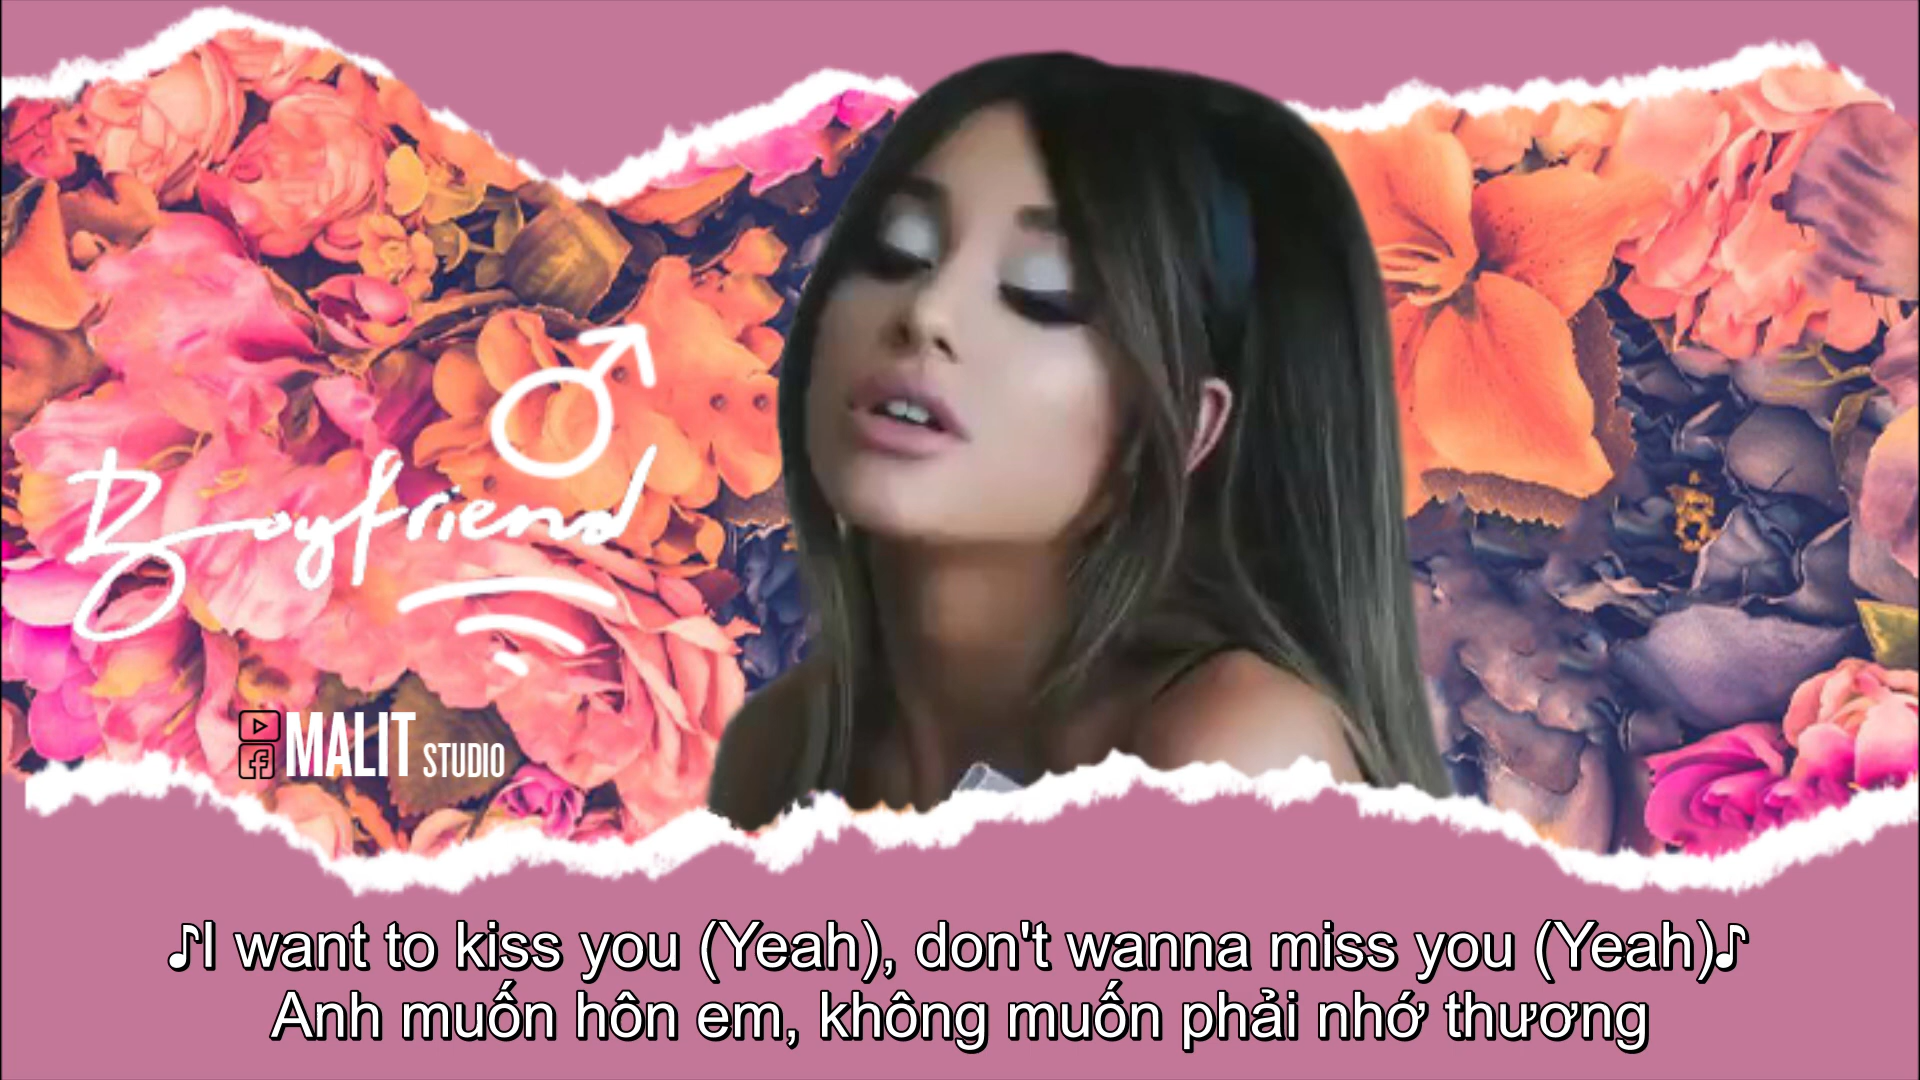 Boyfriend
MALIT STUDIO
♪I want to kiss you (Yeah), don't wanna miss you (Yeah)♪
Anh muốn hôn em, không muốn phải nhớ thương